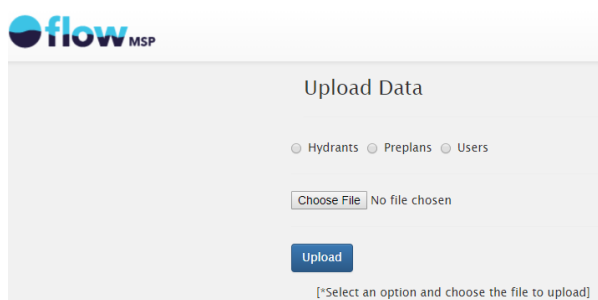 flow MSP
Upload Data
Hydrants Preplans Users
Choose File No file chosen
Upload
[*Select an option and choose the file to upload]